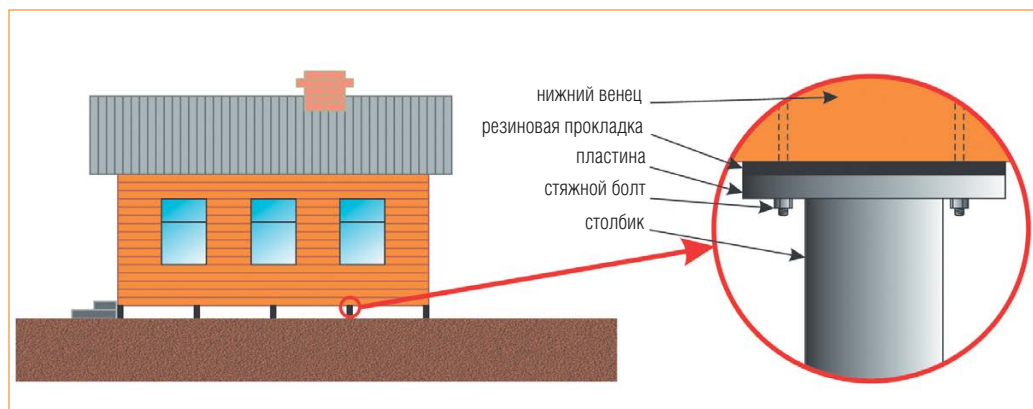 нижний венец
резиновая прокладка
пластина
стяжной болт
столбик